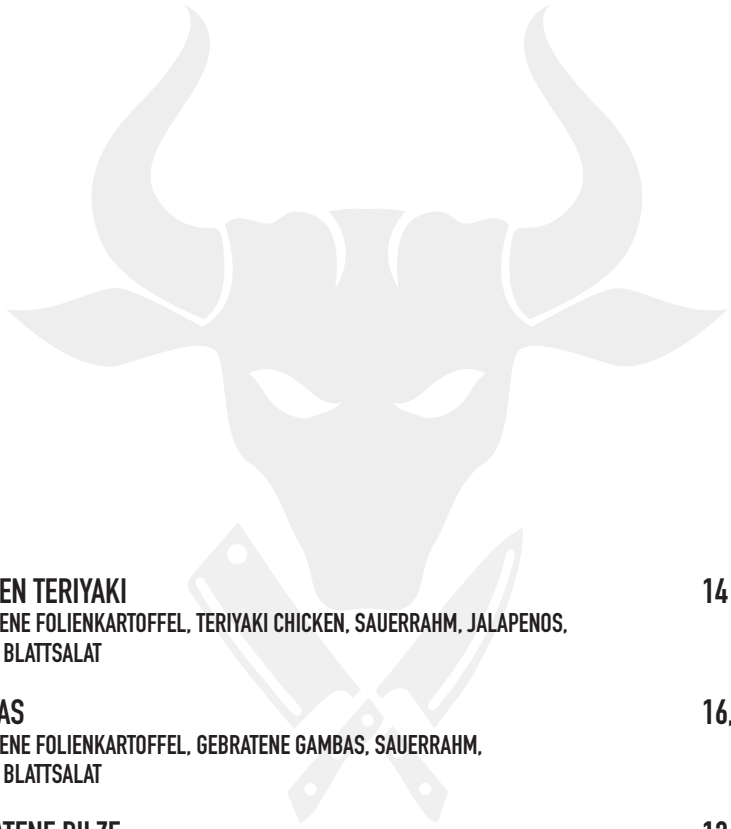 EN TERIYAKI 14
ENE FOLIENKARTOFFEL, TERIYAKI CHICKEN, SAUERRAHM, JALAPENOS,
BLATTSALAT
AS 16,
ENE FOLIENKARTOFFEL, GEBRATENE GAMBAS, SAUERRAHM,
BLATTSALAT